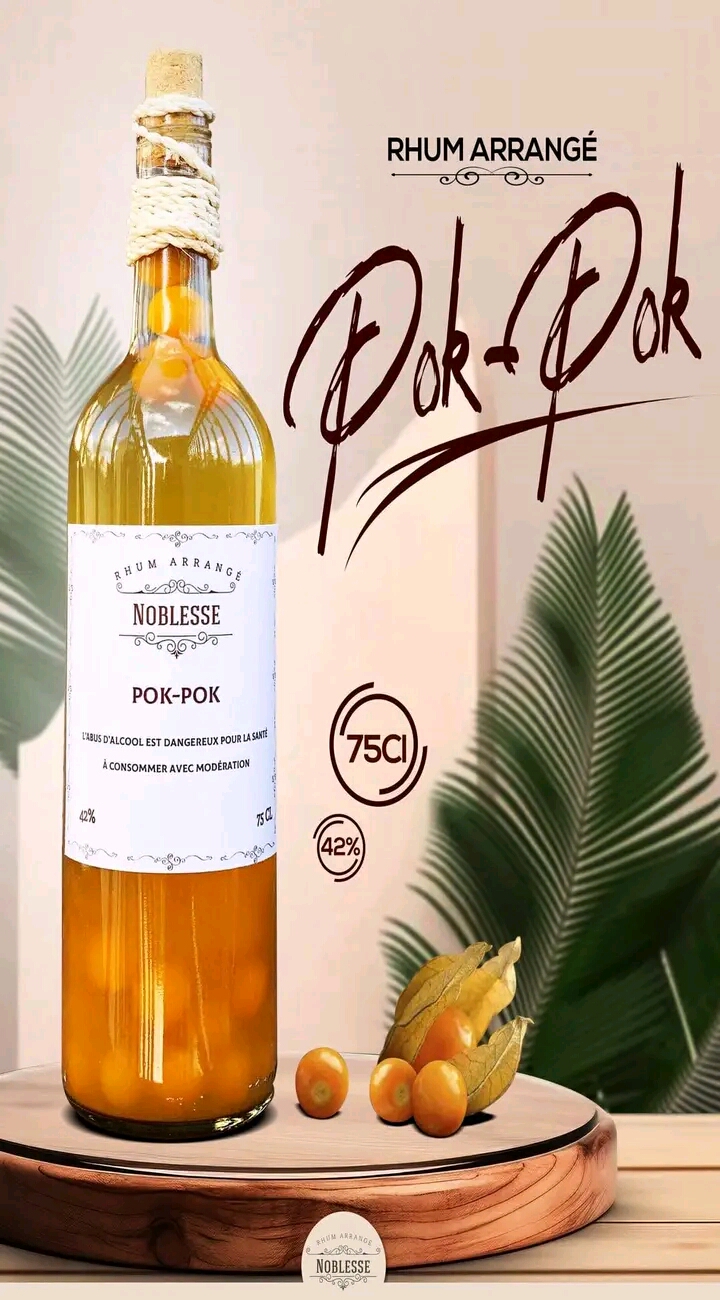 RHUM ARRANGÉ
Pok-Pok
RHUM ARRANGÉ
NOBLESSE
POK-POK
L'ABUS D'ALCOOL EST DANGEREUX POUR LA SANTÉ
À CONSOMMER AVEC MODÉRATION
42% 75 CL
75Cl
42%
RHUM ARRANGÉ
NOBLESSE